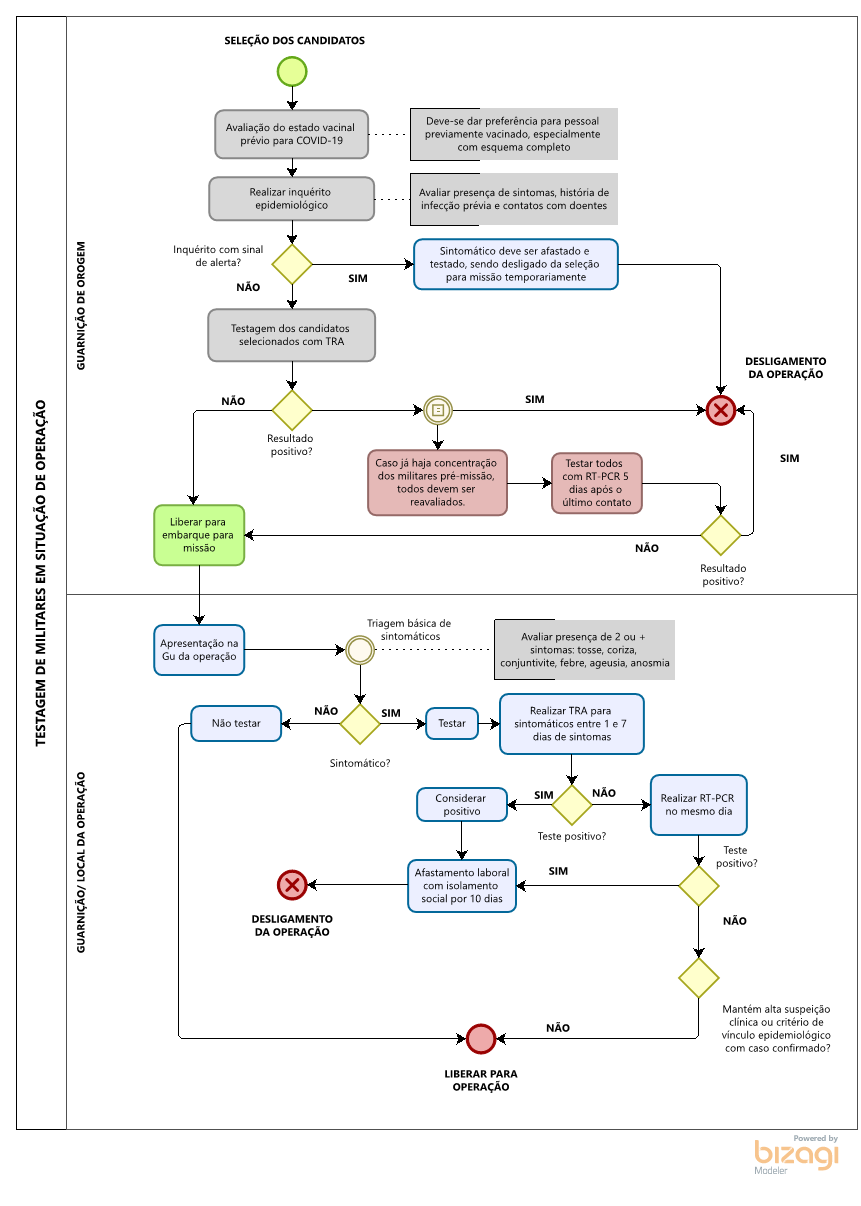 TESTAGEM DE MILITARES EM SITUAÇÃO DE OPERAÇÃO
GUARNIÇÃO DE OROGEM
SELEÇÃO DOS CANDIDATOS
Avaliação do estado vacinal
prévio para COVID-19
Deve-se dar preferência para pessoal
previamente vacinado, especialmente
com esquema completo
Realizar inquérito
epidemiológico
Avaliar presença de sintomas, história de
infecção prévia e contatos com doentes
Inquérito com sinal
de alerta?
SIM
NÃO
Sintomático deve ser afastado e
testado, sendo desligado da seleção
para missão temporariamente
Testagem dos candidatos
selecionados com TRA
DESLIGAMENTO
DA OPERAÇÃO
NÃO
SIM
Resultado
positivo?
SIM
Caso já haja concentração
dos militares pré-missão,
todos devem ser
reavaliados.
Testar todos
com RT-PCR 5
dias após o
último contato
Liberar para
embarque para
missão
NÃO
Resultado
positivo?
GUARNIÇÃO/ LOCAL DA OPERAÇÃO
Apresentação na
Gu da operação
Triagem básica de
sintomáticos
Avaliar presença de 2 ou +
sintomas: tosse, coriza,
conjuntivite, febre, ageusia, anosmia
Não testar
NÃO
SIM
Sintomático?
Testar
Realizar TRA para
sintomáticos entre 1 e 7
dias de sintomas
Considerar
positivo
SIM
NÃO
Teste positivo?
Realizar RT-PCR
no mesmo dia
Teste
positivo?
Afastamento laboral
com isolamento
social por 10 dias
SIM
DESLIGAMENTO
DA OPERAÇÃO
NÃO
Mantém alta suspeição
clínica ou critério de
vínculo epidemiológico
com caso confirmado?
NÃO
LIBERAR PARA
OPERAÇÃO
Powered by
bizagi
Modeler